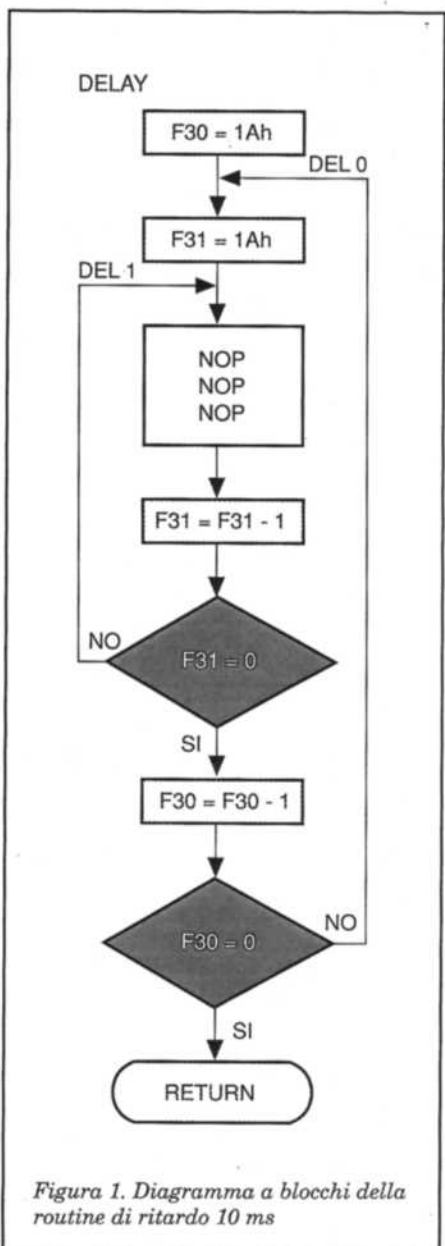 DELAY
F30 = 1Ah
DEL 0
F31 = 1Ah
DEL 1
NOP
NOP
NOP
F31 = F31 - 1
NO
F31 = 0
SI
F30 = F30 - 1
F30 = 0
NO
SI
RETURN
Figura 1. Diagramma a blocchi della
routine di ritardo 10 ms